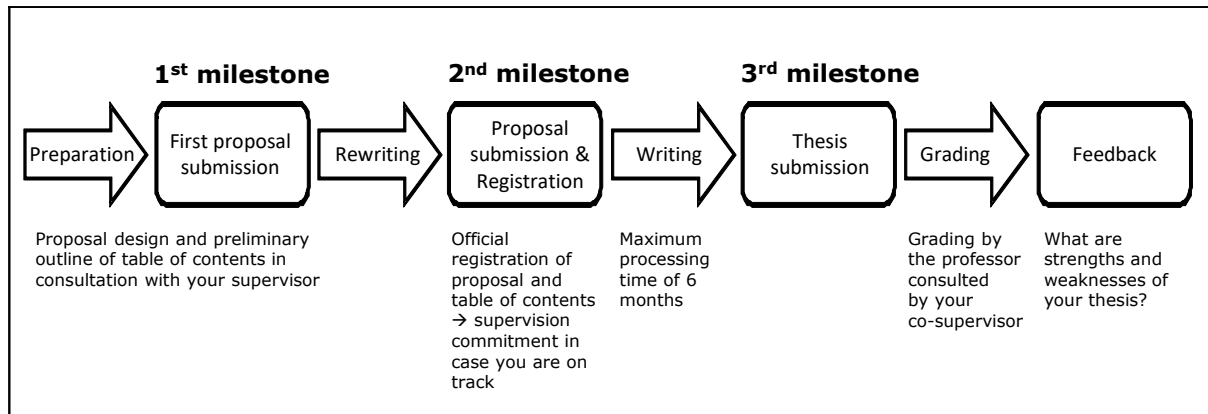 1st milestone
2nd milestone
3rd milestone
Preparation
First proposal
submission
Rewriting
Proposal
submission &
Registration
Writing
Thesis
submission
Grading
Feedback
Proposal design and preliminary
outline of table of contents in
consultation with your supervisor
Official
registration of
proposal and
table of contents
→ supervision
commitment in
case you are on
track
Maximum
processing
time of 6
months
Grading by
the professor
consulted
by your
co-supervisor
What are
strengths and
weaknesses of
your thesis?